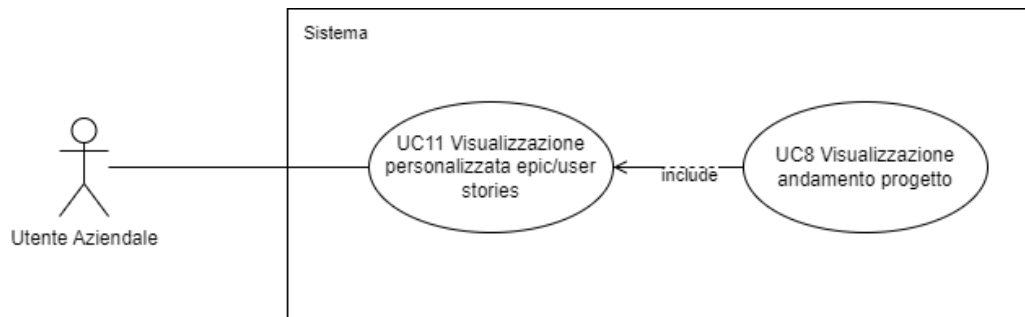 Sistema
UC11 Visualizzazione
personalizzata epic/user
stories
include
UC8 Visualizzazione
andamento progetto
Utente Aziendale